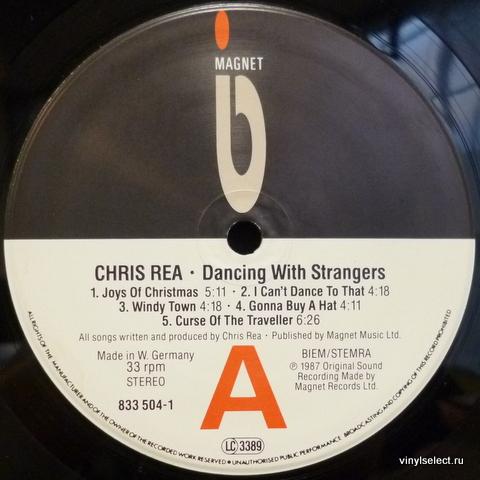 MAGNET
CHRIS REA · Dancing With Strangers
1. Joys Of Christmas 5:11 · 2. I Can't Dance To That 4:18
3. Windy Town 4:18 · 4. Gonna Buy A Hat 4:11
5. Curse Of The Traveller 6:26
All songs written and produced by Chris Rea · Published by Magnet Music Ltd.
Made in W. Germany
33 rpm
STEREO
833 504-1
A
BIEM/STEMRA
℗ 1987 Original Sound
Recording Made by
Magnet Records Ltd.
LC 3389
ALL RIGHTS OF THE MANUFACTURER AND OF THE OWNER OF THE RECORDED WORK RESERVED • UNAUTHORISED PUBLIC PERFORMANCE BROADCASTING AND COPYING OF THIS RECORD PROHIBITED
vinylselect.ru